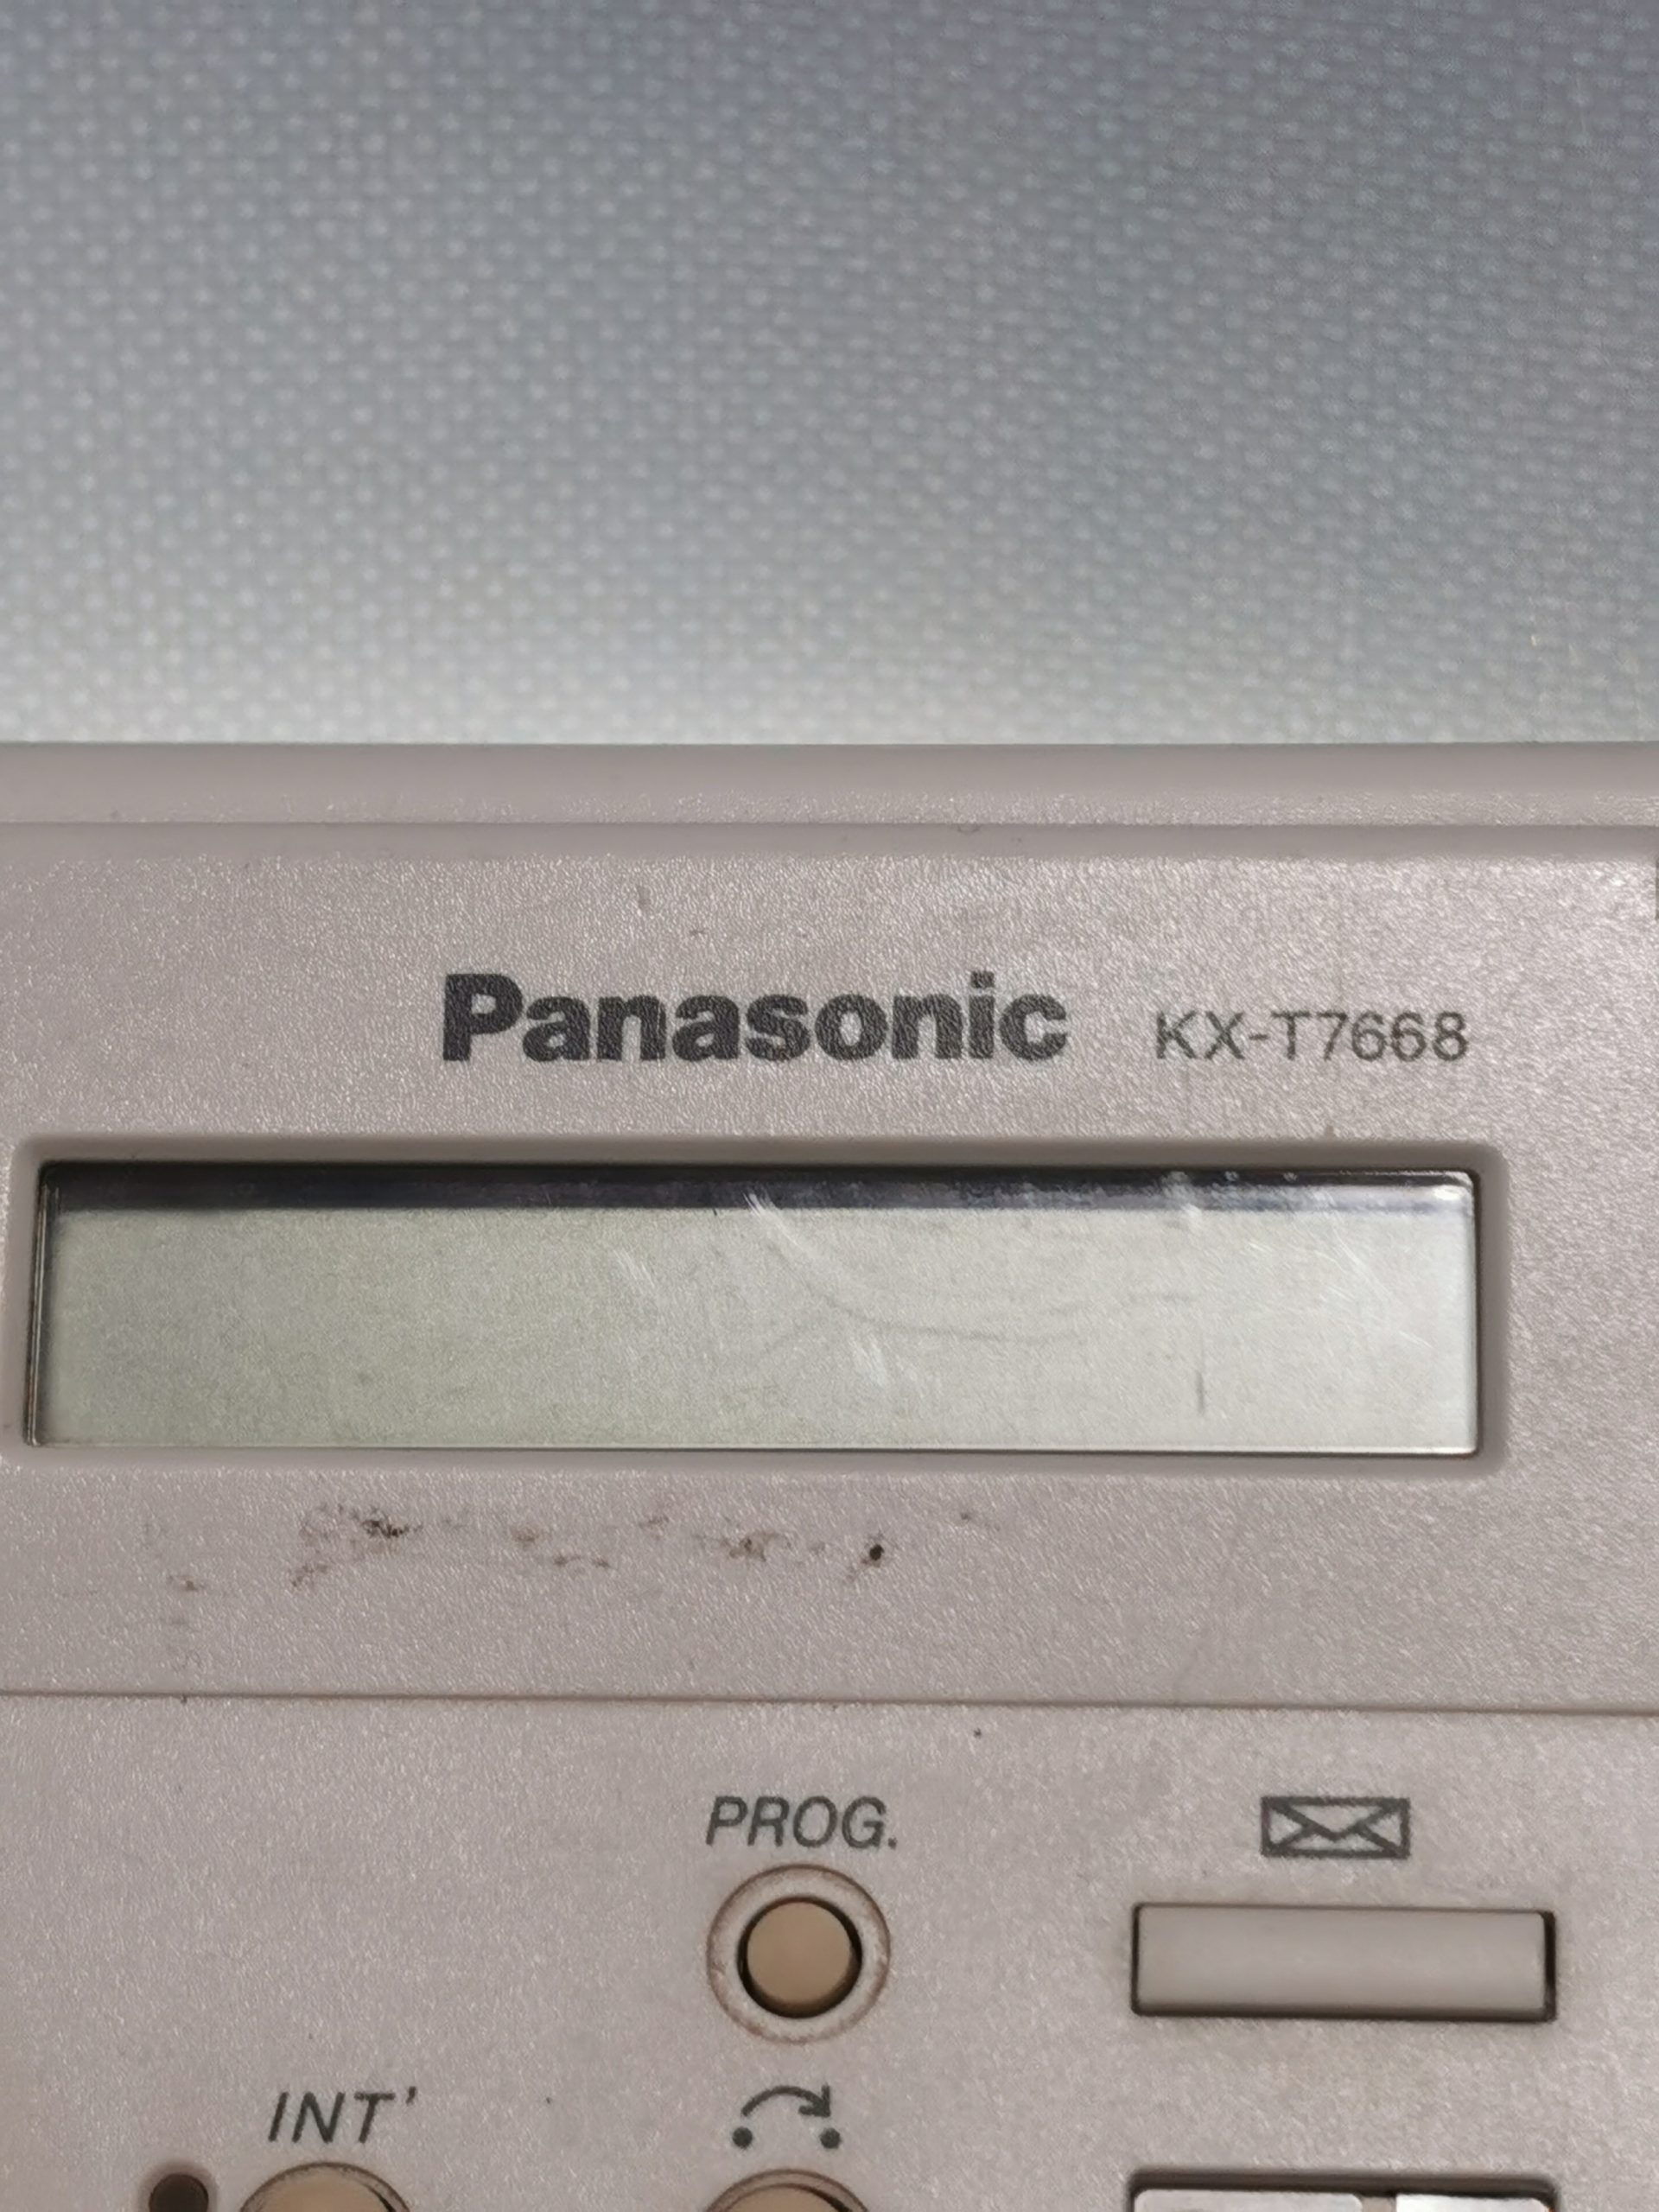 Panasonic KX-T7668
PROG.
INT'